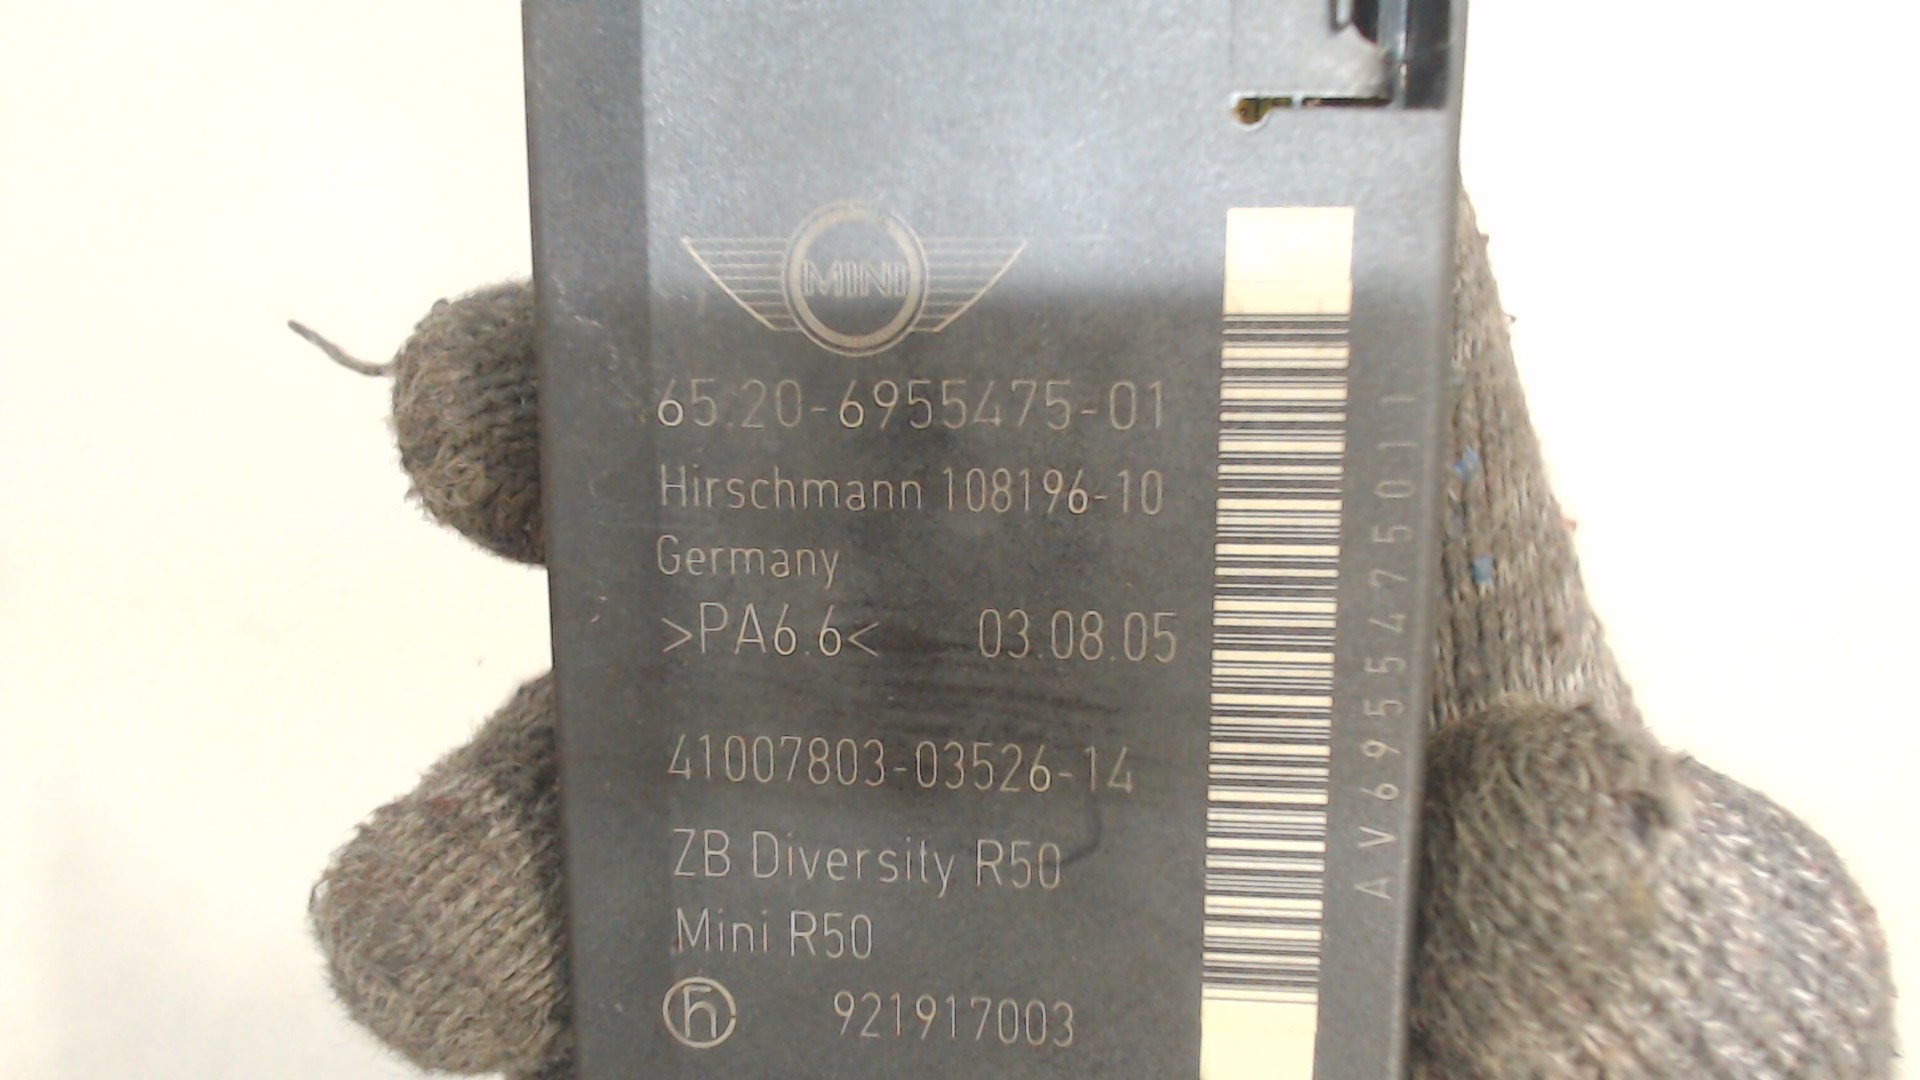 MINI
65.20-6955475-01
Hirschmann 108196-10
Germany
>PA6.6< 03.08.05
41007803-03526-14
ZB Diversity R50
Mini R50
h 921917003
AV6955475011